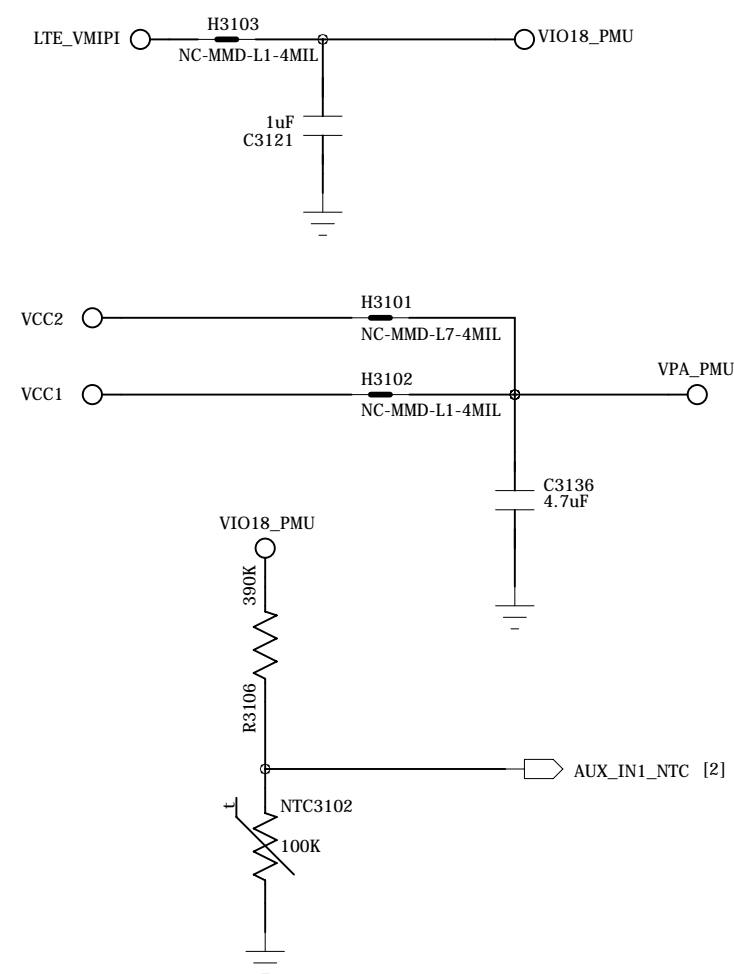 H3103
LTE_VMIPI
VIO18_PMU
NC-MMD-L1-4MIL
1uF
C3121
H3101
VCC2
NC-MMD-L7-4MIL
VPA_PMU
H3102
VCC1
NC-MMD-L1-4MIL
C3136
4.7uF
VIO18_PMU
390K
R3106
AUX_IN1_NTC [2]
t
NTC3102
100K